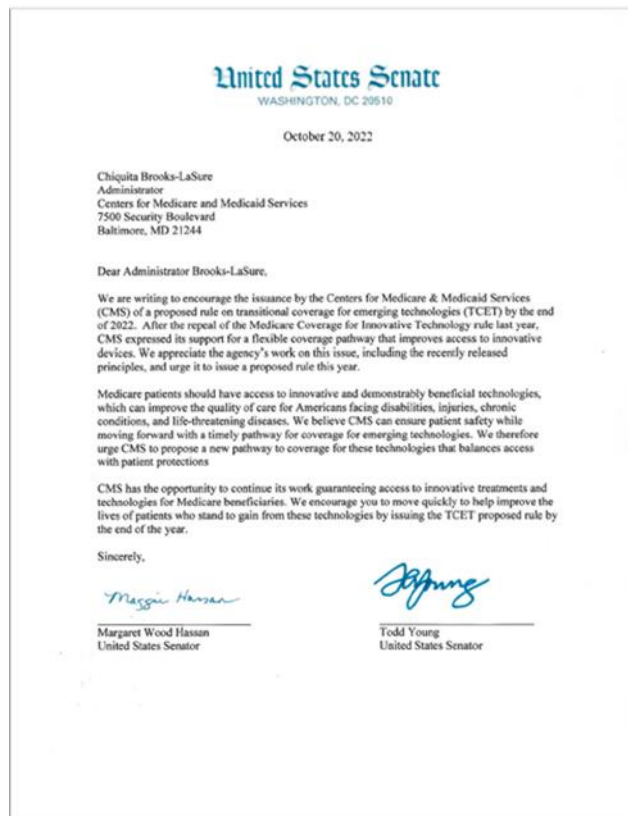 United States Senate
WASHINGTON, DC 20510
October 20, 2022
Chiquita Brooks-LaSure
Administrator
Centers for Medicare and Medicaid Services
7500 Security Boulevard
Baltimore, MD 21244
Dear Administrator Brooks-LaSure,
We are writing to encourage the issuance by the Centers for Medicare & Medicaid Services
(CMS) of a proposed rule on transitional coverage for emerging technologies (TCET) by the end
of 2022. After the repeal of the Medicare Coverage for Innovative Technology rule last year,
CMS expressed its support for a flexible coverage pathway that improves access to innovative
devices. We appreciate the agency's work on this issue, including the recently released
principles, and urge it to issue a proposed rule this year.
Medicare patients should have access to innovative and demonstrably beneficial technologies,
which can improve the quality of care for Americans facing disabilities, injuries, chronic
conditions, and life-threatening diseases. We believe CMS can ensure patient safety while
moving forward with a timely pathway for coverage for emerging technologies. We therefore
urge CMS to propose a new pathway to coverage for these technologies that balances access
with patient protections
CMS has the opportunity to continue its work guaranteeing access to innovative treatments and
technologies for Medicare beneficiaries. We encourage you to move quickly to help improve the
lives of patients who stand to gain from these technologies by issuing the TCET proposed rule by
the end of the year.
Sincerely,
Maggie Hassan
TCYoung
Margaret Wood Hassan
United States Senator
Todd Young
United States Senator